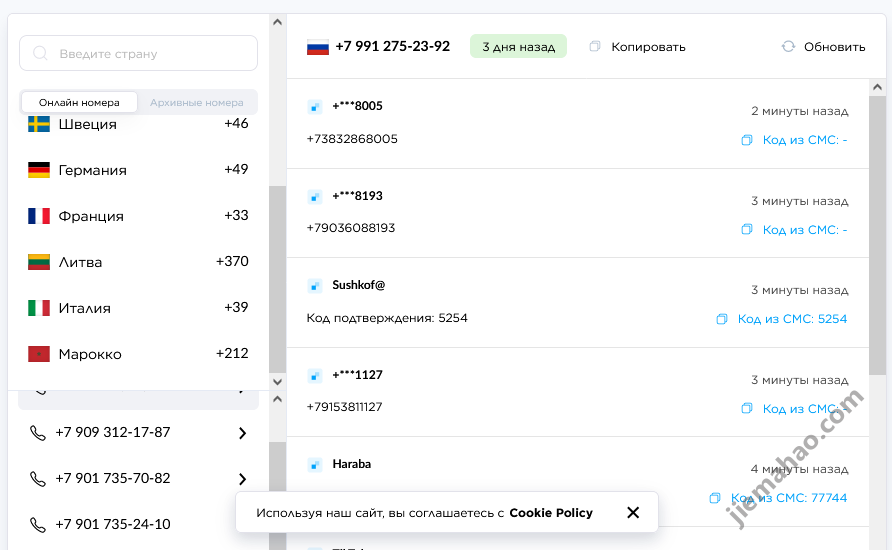 Введите страну
Онлайн номера
Архивные номера
Швеция +46
Германия +49
Франция +33
Литва +370
Италия +39
Марокко +212
+7 909 312-17-87
+7 901 735-70-82
+7 901 735-24-10
+7 991 275-23-92
3 дня назад
Копировать
Обновить
+***8005
2 минуты назад
+73832868005
Код из СМС: -
+***8193
3 минуты назад
+79036088193
Код из СМС: -
Sushkof@
3 минуты назад
Код подтверждения: 5254
Код из СМС: 5254
+***1127
3 минуты назад
+79153811127
Код из СМС: -
Haraba
4 минуты назад
Код из СМС: 77744
Используя наш сайт, вы соглашаетесь с Cookie Policy
jiemahao.com